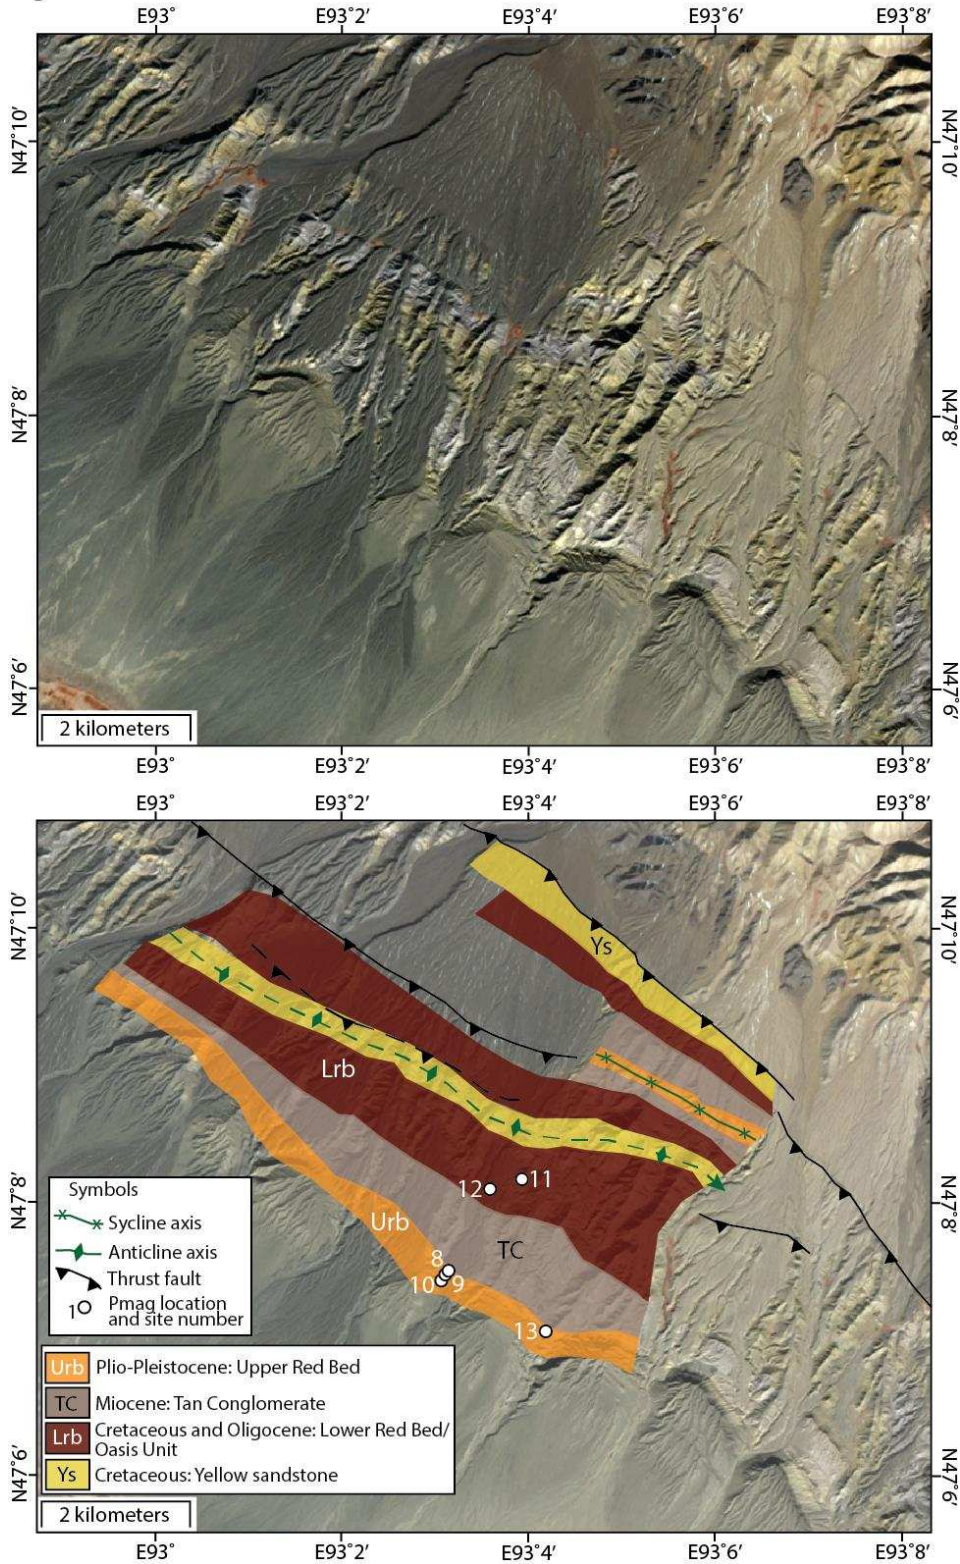 E93° E93°2′ E93°4′ E93°6′ E93°8′
N47°10′ N47°10′
N47°8′ N47°8′
N47°6′ N47°6′
2 kilometers
E93° E93°2′ E93°4′ E93°6′ E93°8′
E93° E93°2′ E93°4′ E93°6′ E93°8′
N47°10′ N47°10′
Ys
Lrb
11
12
N47°8′ N47°8′
Urb
TC
8
10 9
13
Symbols
Sycline axis
Anticline axis
Thrust fault
1 Pmag location
and site number
Urb Plio-Pleistocene: Upper Red Bed
TC Miocene: Tan Conglomerate
Lrb Cretaceous and Oligocene: Lower Red Bed/
Oasis Unit
Ys Cretaceous: Yellow sandstone
N47°6′ N47°6′
2 kilometers
E93° E93°2′ E93°4′ E93°6′ E93°8′